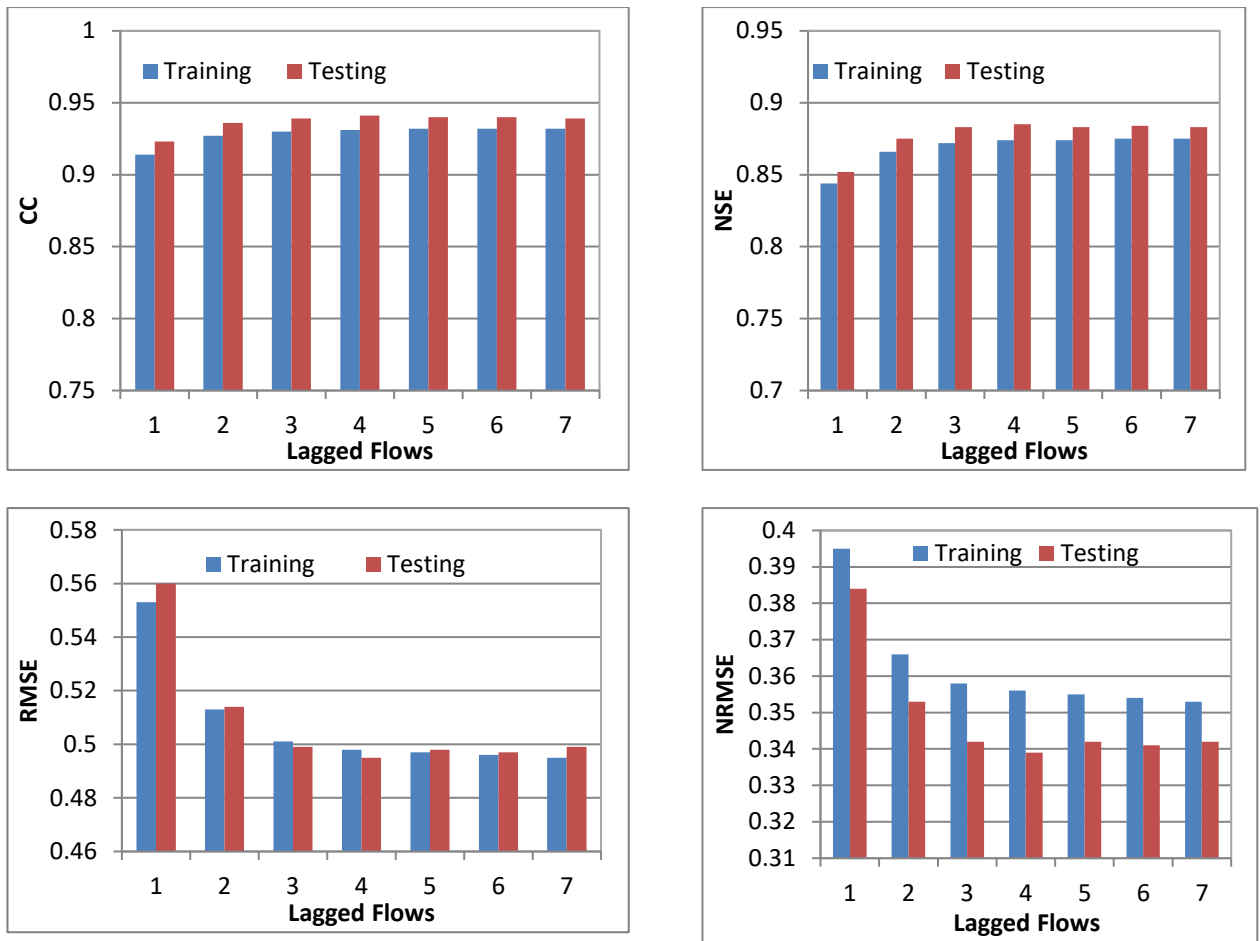 1
0.95
0.9
0.85
0.8
0.75
CC
Training
Testing
1 2 3 4 5 6 7
Lagged Flows
0.95
0.9
0.85
0.8
0.75
0.7
NSE
Training
Testing
1 2 3 4 5 6 7
Lagged Flows
0.58
0.56
0.54
0.52
0.5
0.48
0.46
RMSE
Training
Testing
1 2 3 4 5 6 7
Lagged Flows
0.4
0.39
0.38
0.37
0.36
0.35
0.34
0.33
0.32
0.31
NRMSE
Training
Testing
1 2 3 4 5 6 7
Lagged Flows